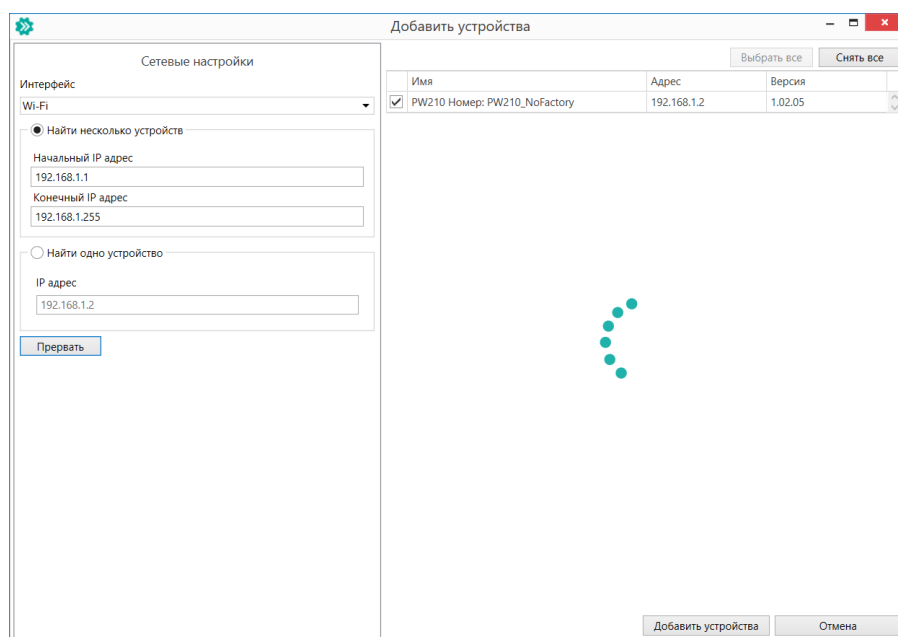 Добавить устройства
Сетевые настройки
Интерфейс
Wi-Fi
Найти несколько устройств
Начальный IP адрес
192.168.1.1
Конечный IP адрес
192.168.1.255
Найти одно устройство
IP адрес
192.168.1.2
Прервать
Выбрать все Снять все
Имя Адрес Версия
PW210 Номер: PW210_NoFactory 192.168.1.2 1.02.05
Добавить устройства Отмена